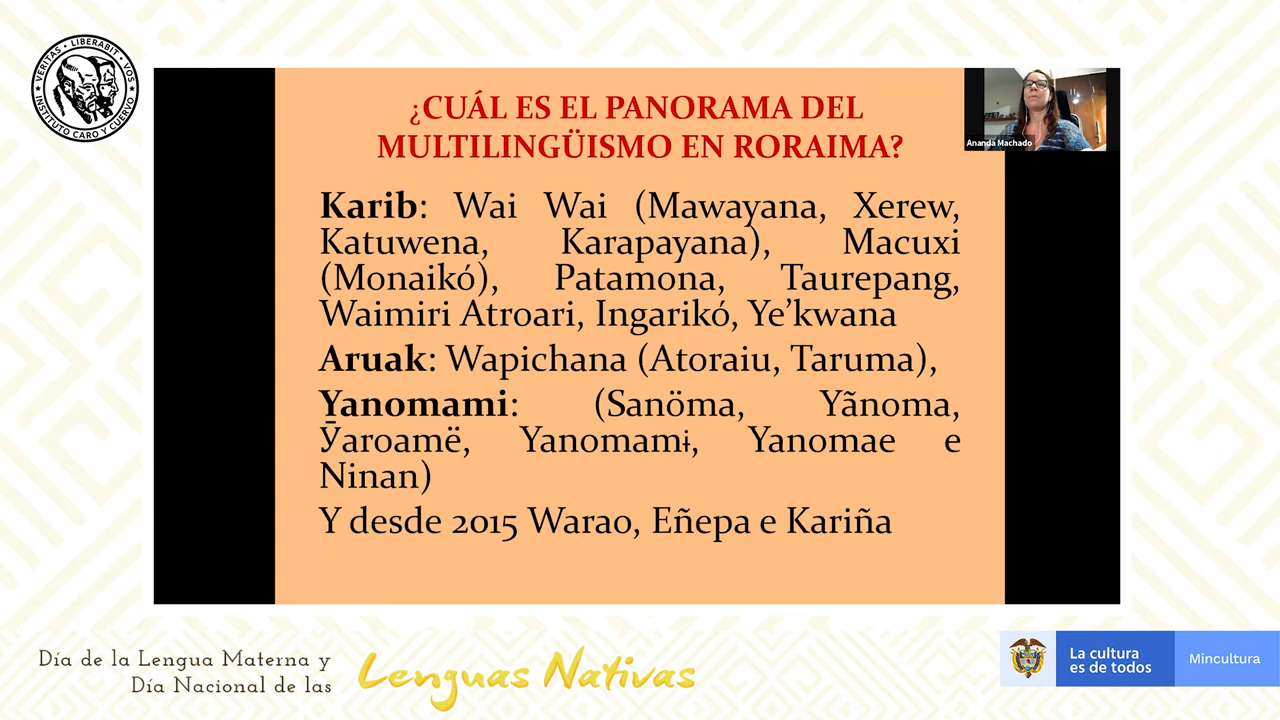 VERITAS • LIBERABIT • VOS
INSTITUTO CARO Y CUERVO
¿CUÁL ES EL PANORAMA DEL
MULTILINGÜISMO EN RORAIMA?
Ananda Machado
Karib: Wai Wai (Mawayana, Xerew,
Katuwena, Karapayana), Macuxi
(Monaikó), Patamona, Taurepang,
Waimiri Atroari, Ingarikó, Ye’kwana
Aruak: Wapichana (Atoraiu, Taruma),
Yanomami: (Sanöma, Yãnoma,
Ȳaroamë, Yanomamɨ, Yanomae e
Ninan)
Y desde 2015 Warao, Eñepa e Kariña
Día de la Lengua Materna y
Día Nacional de las
Lenguas Nativas
La cultura
es de todos
Mincultura